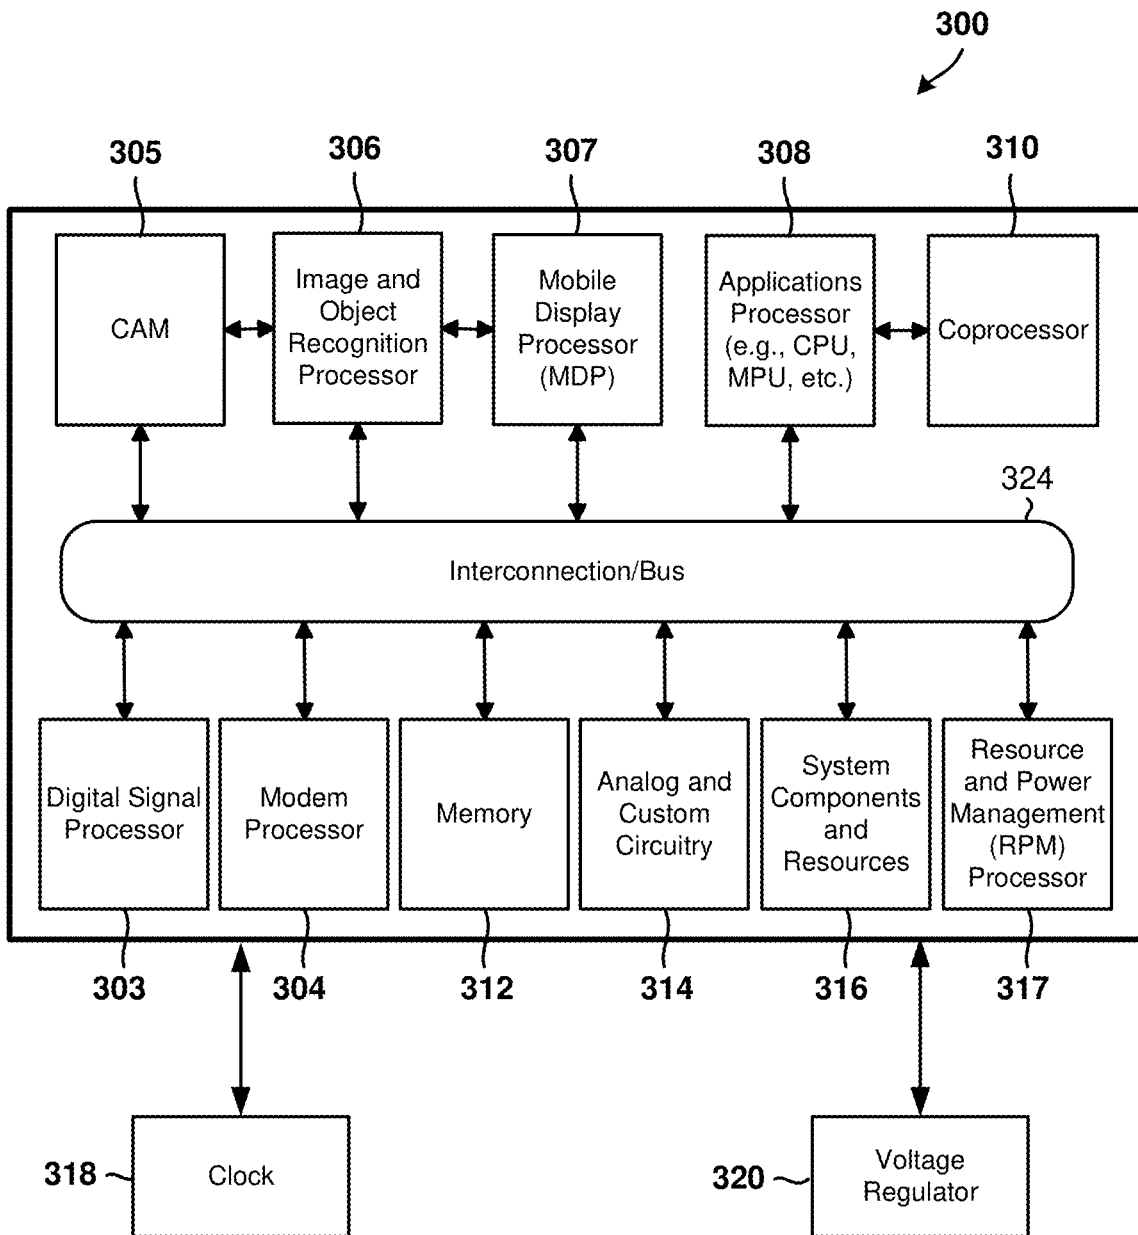 300
305
306
307
308
310
CAM
Image and
Object
Recognition
Processor
Mobile
Display
Processor
(MDP)
Applications
Processor
(e.g., CPU,
MPU, etc.)
Coprocessor
324
Interconnection/Bus
Digital Signal
Processor
Modem
Processor
Memory
Analog and
Custom
Circuitry
System
Components
and
Resources
Resource
and Power
Management
(RPM)
Processor
303
304
312
314
316
317
318
Clock
320
Voltage
Regulator